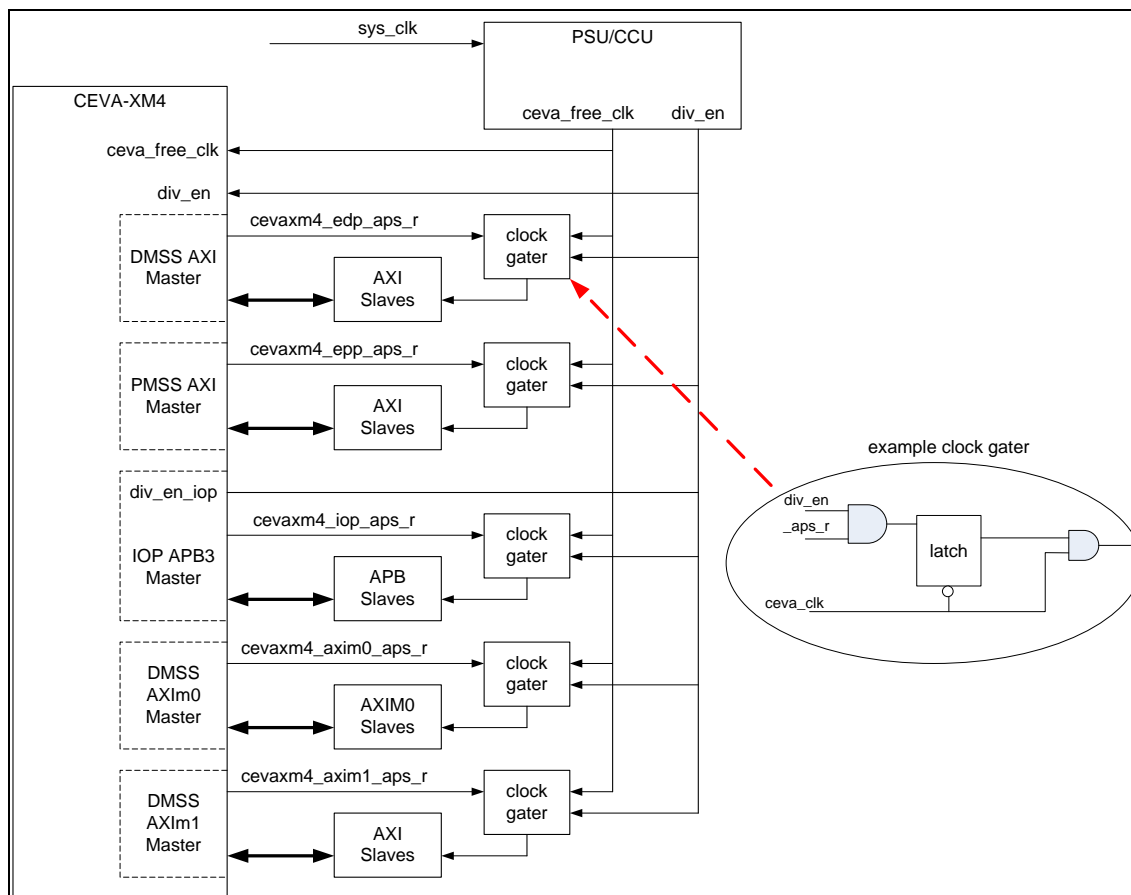 sys_clk
PSU/CCU
ceva_free_clk
div_en
CEVA-XM4
ceva_free_clk
div_en
cevaxm4_edp_aps_r
DMSS AXI
Master
AXI
Slaves
clock
gater
cevaxm4_epp_aps_r
PMSS AXI
Master
AXI
Slaves
clock
gater
div_en_iop
cevaxm4_iop_aps_r
IOP APB3
Master
APB
Slaves
clock
gater
cevaxm4_axim0_aps_r
DMSS
AXIm0
Master
AXIM0
Slaves
clock
gater
cevaxm4_axim1_aps_r
DMSS
AXIm1
Master
AXI
Slaves
clock
gater
example clock gater
div_en
_aps_r
latch
ceva_clk